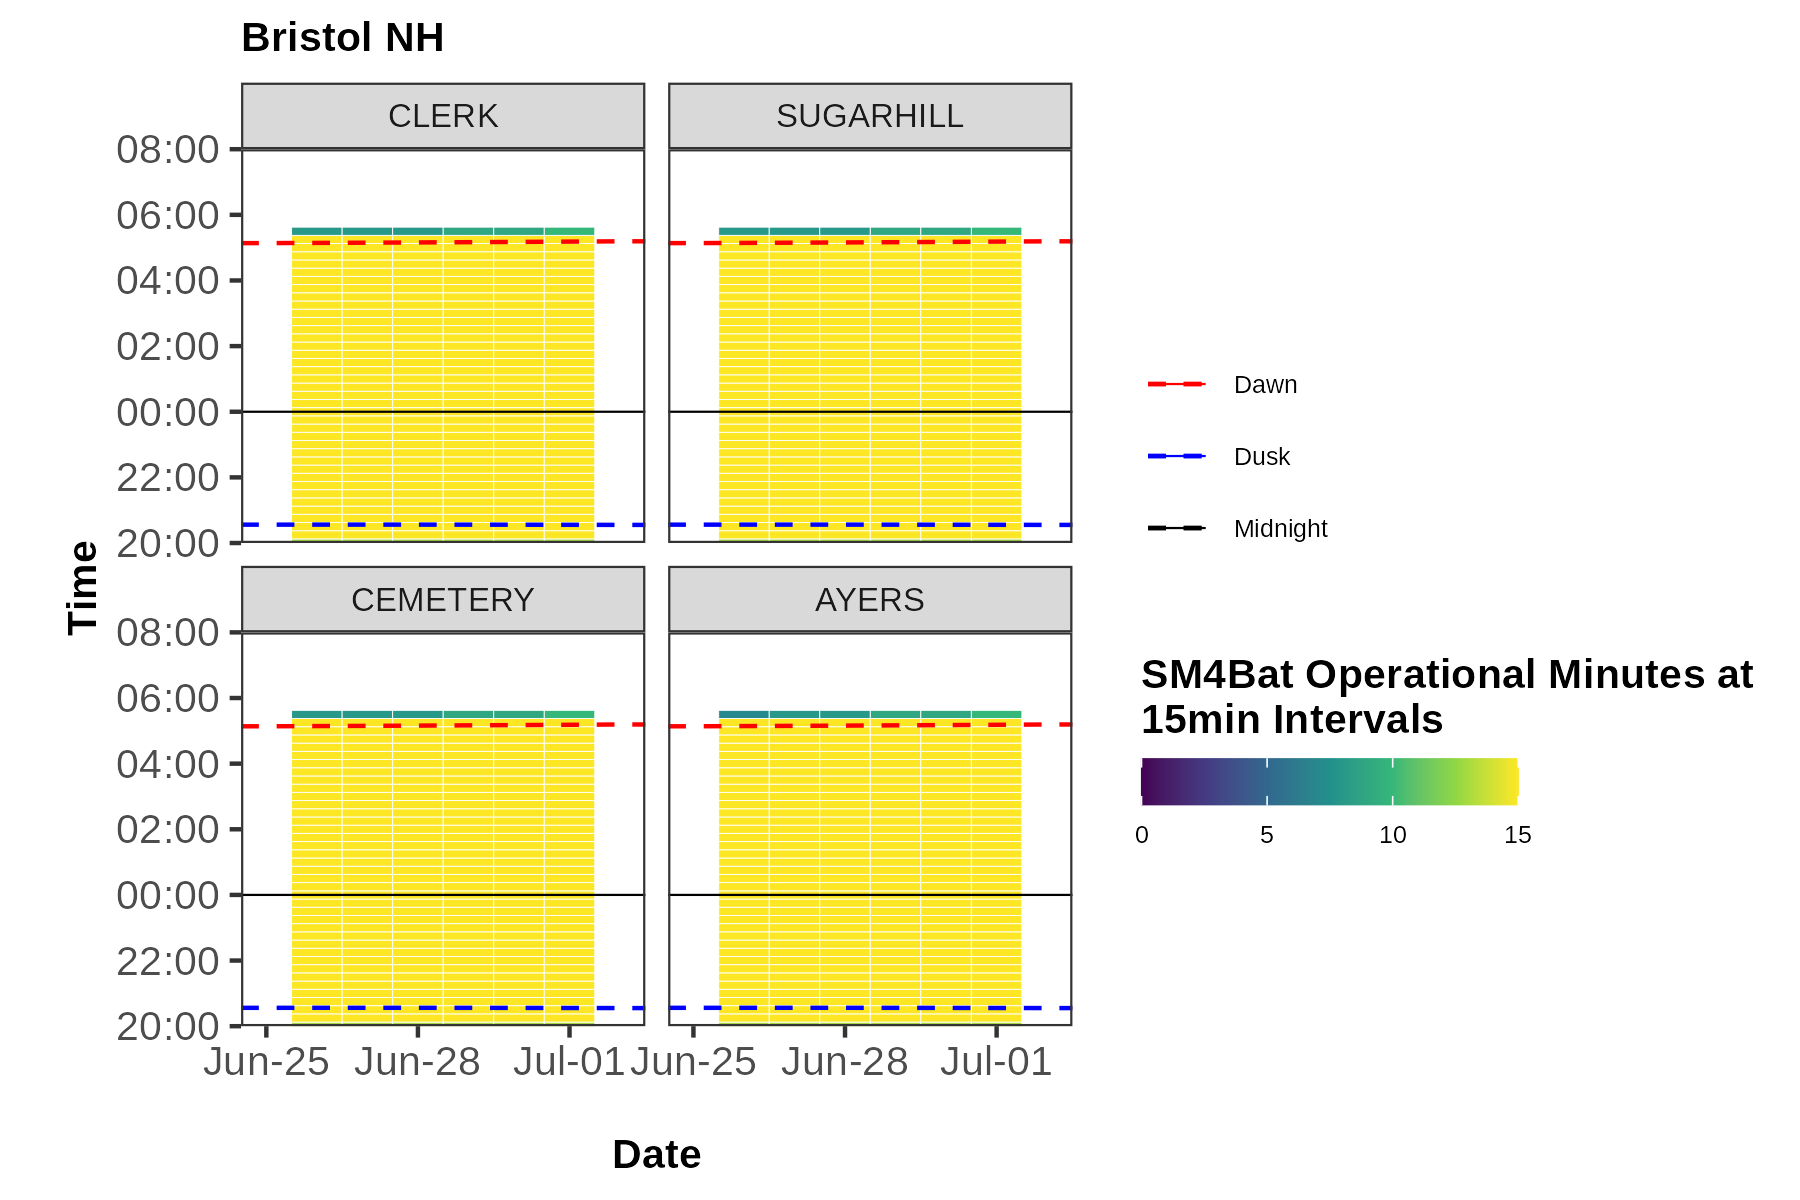 Bristol NH
CLERK
SUGARHILL
08:00
06:00
04:00
02:00
00:00
22:00
20:00
CEMETERY
AYERS
08:00
06:00
04:00
02:00
00:00
22:00
20:00
Jun-25
Jun-28
Jul-01
Jun-25
Jun-28
Jul-01
Time
Date
Dawn
Dusk
Midnight
SM4Bat Operational Minutes at
15min Intervals
0
5
10
15